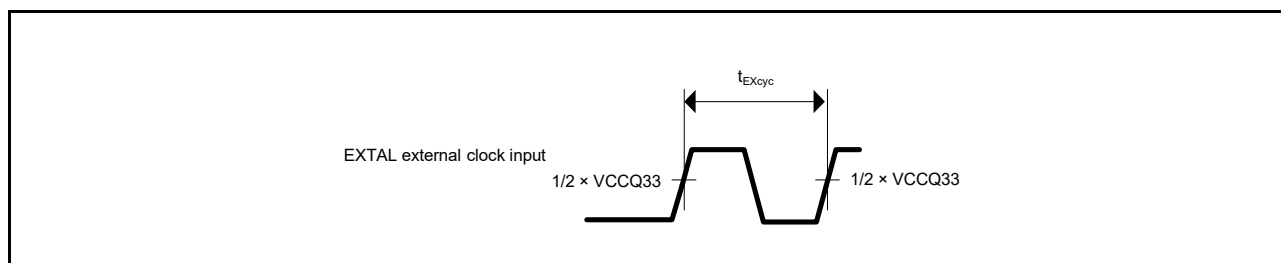 tEXcyc
EXTAL external clock input
1/2 × VCCQ33
1/2 × VCCQ33